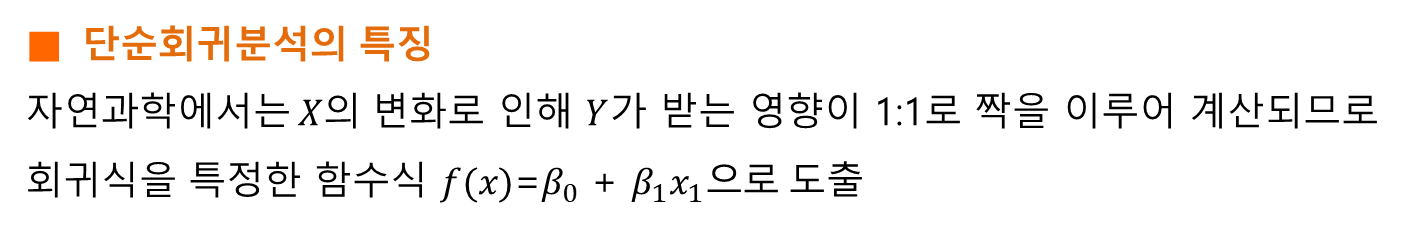 ■ 단순회귀분석의 특징
자연과학에서는 X의 변화로 인해 Y가 받는 영향이 1:1로 짝을 이루어 계산되므로
회귀식을 특정한 함수식 f(x)=β₀ + β₁x₁으로 도출